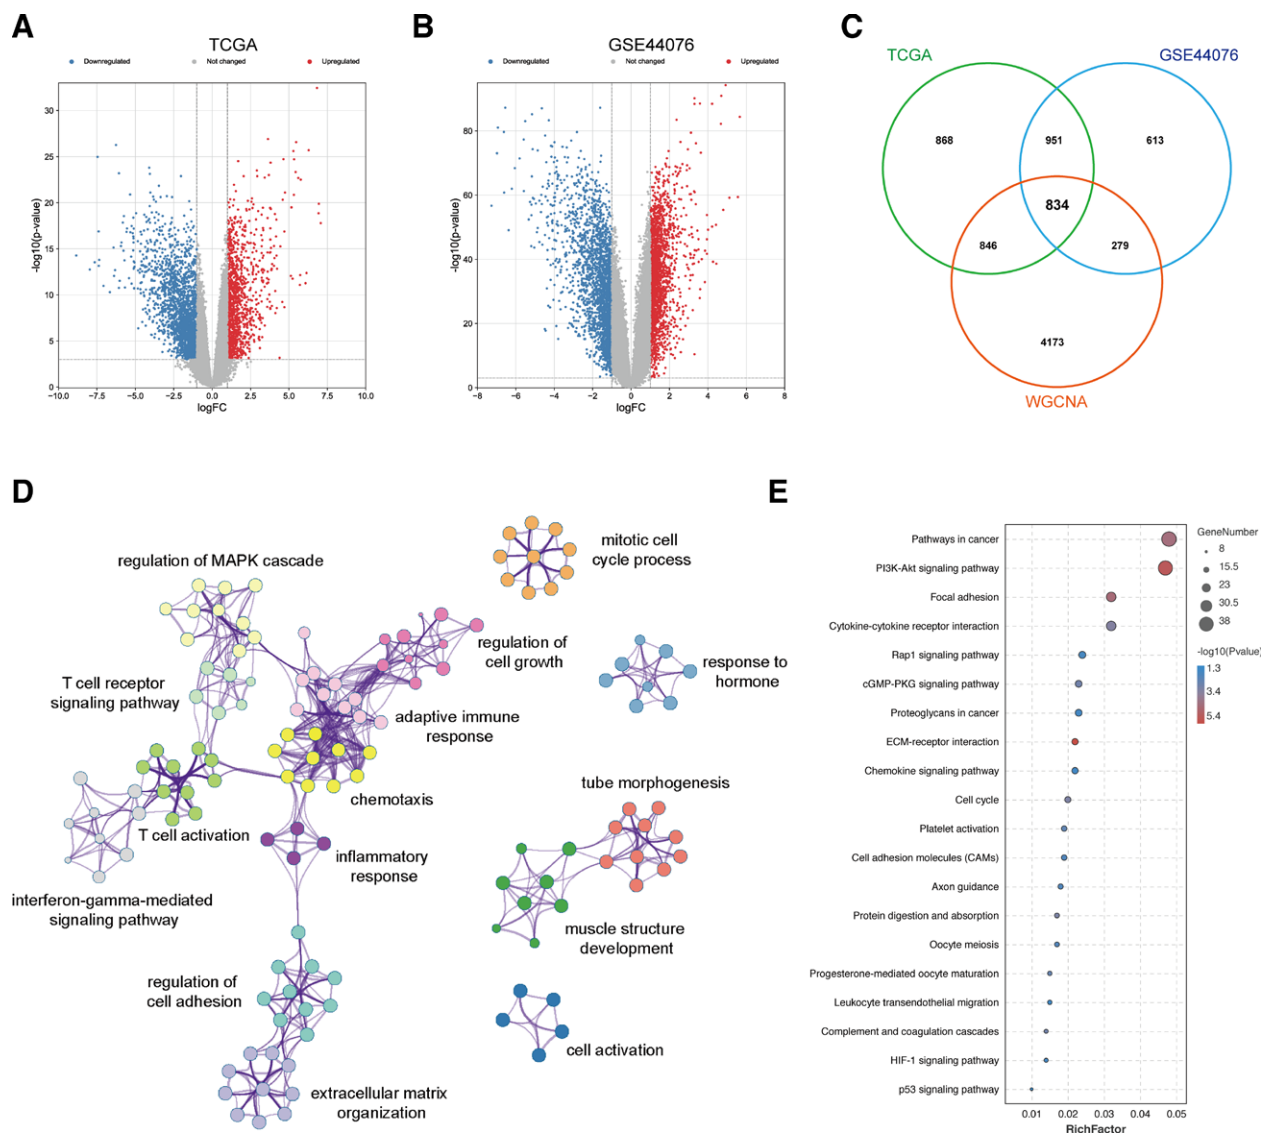 A
TCGA
Downregulated
Not changed
Upregulated
-log10(p-value)
30
25
20
15
10
5
0
−10.0
−7.5
−5.0
−2.5
0.0
2.5
5.0
7.5
10.0
logFC
B
GSE44076
Downregulated
Not changed
Upregulated
-log10(p-value)
80
60
40
20
0
−8
−6
−4
−2
0
2
4
6
8
logFC
C
TCGA
GSE44076
868
951
613
834
846
279
4173
WGCNA
D
mitotic cell
cycle process
regulation of MAPK cascade
regulation of
cell growth
response to
hormone
T cell receptor
signaling pathway
adaptive immune
response
tube morphogenesis
chemotaxis
T cell activation
inflammatory
response
interferon-gamma-mediated
signaling pathway
muscle structure
development
regulation of
cell adhesion
cell activation
extracellular matrix
organization
E
Pathways in cancer
PI3K-Akt signaling pathway
Focal adhesion
Cytokine-cytokine receptor interaction
Rap1 signaling pathway
cGMP-PKG signaling pathway
Proteoglycans in cancer
ECM-receptor interaction
Chemokine signaling pathway
Cell cycle
Platelet activation
Cell adhesion molecules (CAMs)
Axon guidance
Protein digestion and absorption
Oocyte meiosis
Progesterone-mediated oocyte maturation
Leukocyte transendothelial migration
Complement and coagulation cascades
HIF-1 signaling pathway
p53 signaling pathway
0.01
0.02
0.03
0.04
0.05
RichFactor
GeneNumber
8
15.5
23
30.5
38
-log10(Pvalue)
1.3
3.4
5.4